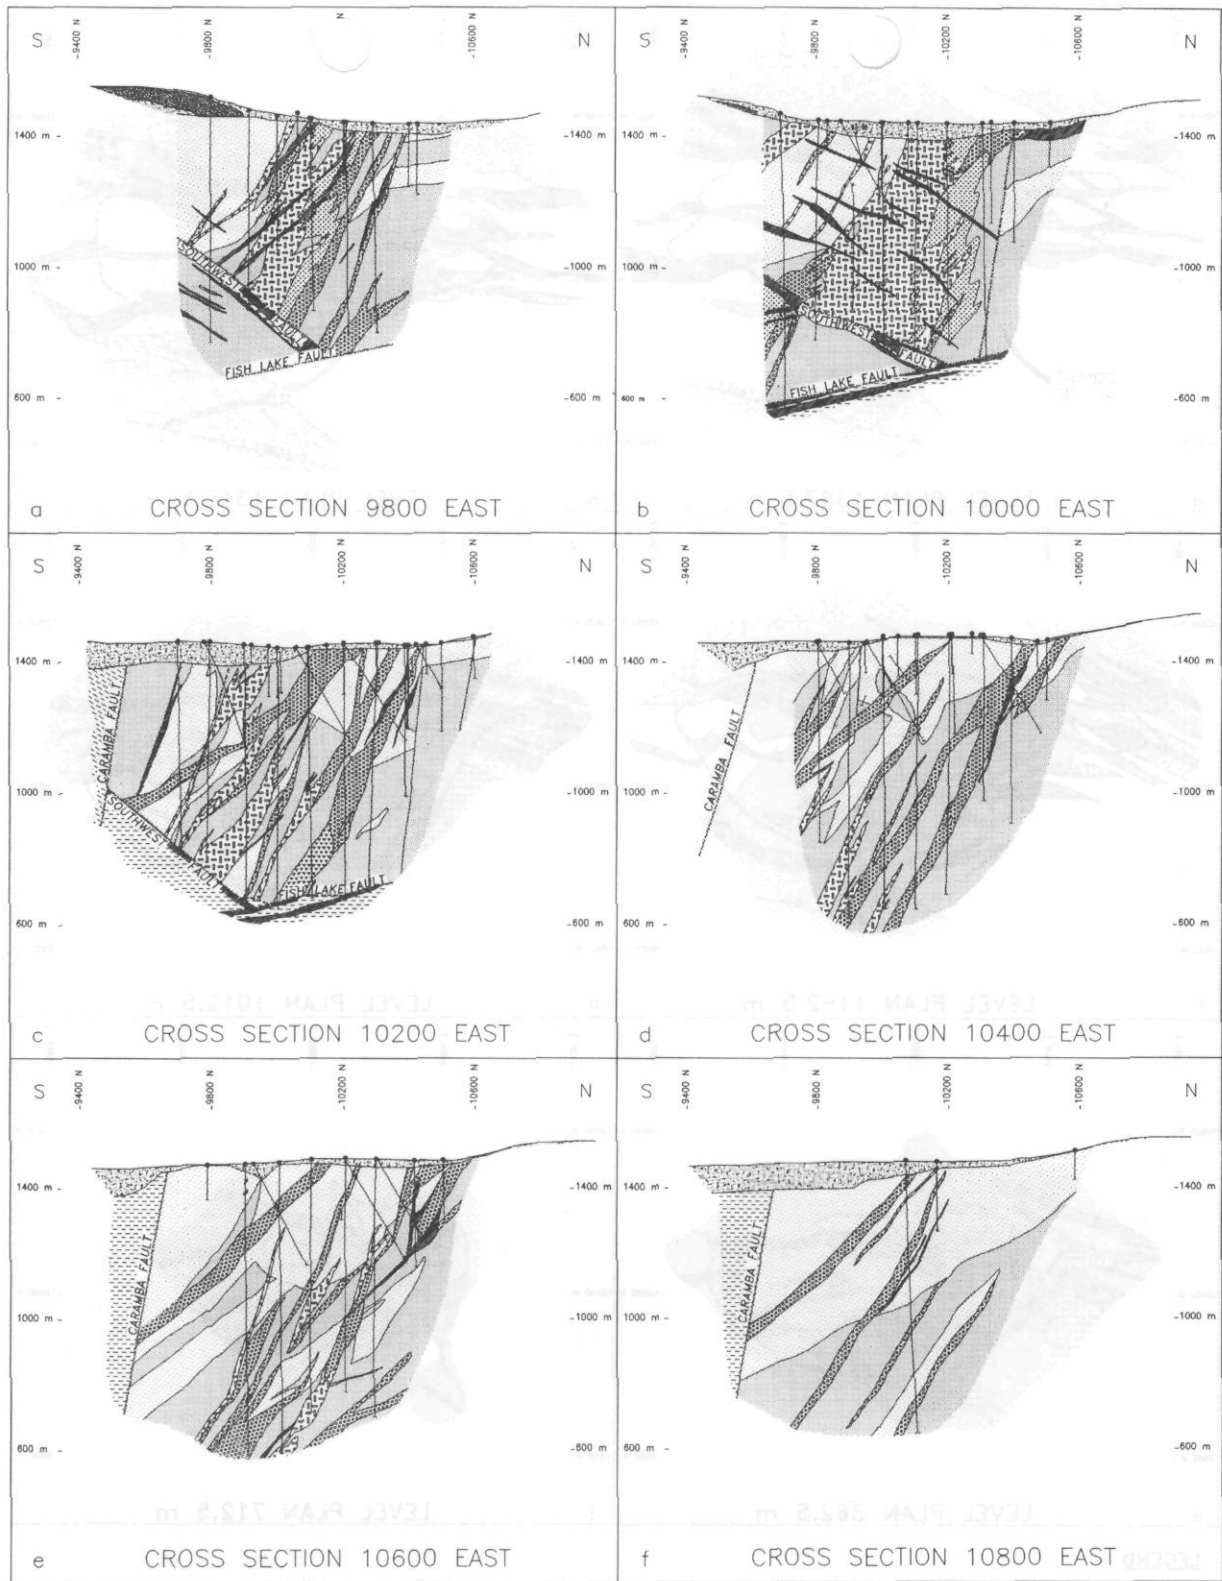 S
-9400 N
-9800 N
N
-10600 N
N
1400 m -
-1400 m
1000 m -
-1000 m
600 m -
-600 m
SOUTHWEST FAULT
FISH LAKE FAULT
a
CROSS SECTION 9800 EAST
S
-9400 N
-9800 N
-10200 N
-10600 N
N
1400 m -
-1400 m
1000 m -
-1000 m
600 m -
-600 m
SOUTHWEST FAULT
FISH LAKE FAULT
b
CROSS SECTION 10000 EAST
S
-9400 N
-9800 N
-10200 N
-10600 N
N
1400 m -
-1400 m
1000 m -
-1000 m
600 m -
-600 m
CARAMBA FAULT
SOUTHWEST FAULT
FISH LAKE FAULT
c
CROSS SECTION 10200 EAST
S
-9400 N
-9800 N
-10200 N
-10600 N
N
1400 m -
-1400 m
1000 m -
-1000 m
600 m -
-600 m
CARAMBA FAULT
d
CROSS SECTION 10400 EAST
S
-9400 N
-9800 N
-10200 N
-10600 N
N
1400 m -
-1400 m
1000 m -
-1000 m
600 m -
-600 m
CARAMBA FAULT
e
CROSS SECTION 10600 EAST
S
-9400 N
-9800 N
-10200 N
-10600 N
N
1400 m -
-1400 m
1000 m -
-1000 m
600 m -
-600 m
CARAMBA FAULT
f
CROSS SECTION 10800 EAST